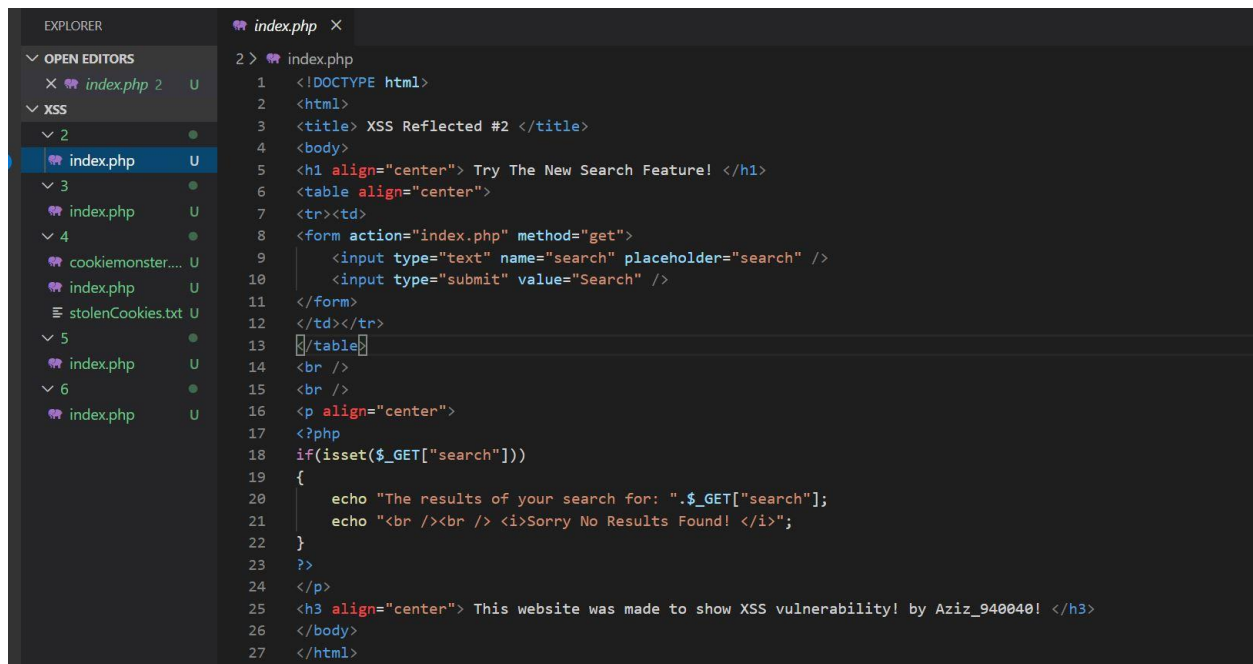 EXPLORER
OPEN EDITORS
index.php 2 U
XSS
2
index.php U
3
index.php U
4
cookiemonster.... U
index.php U
stolenCookies.txt U
5
index.php U
6
index.php U
index.php
2 > index.php
1 <!DOCTYPE html>
2 <html>
3 <title> XSS Reflected #2 </title>
4 <body>
5 <h1 align="center"> Try The New Search Feature! </h1>
6 <table align="center">
7 <tr><td>
8 <form action="index.php" method="get">
9 <input type="text" name="search" placeholder="search" />
10 <input type="submit" value="Search" />
11 </form>
12 </td></tr>
13 </table>
14 <br />
15 <br />
16 <p align="center">
17 <?php
18 if(isset($_GET["search"]))
19 {
20 echo "The results of your search for: ".$_GET["search"];
21 echo "<br /><br /> <i>Sorry No Results Found! </i>";
22 }
23 ?>
24 </p>
25 <h3 align="center"> This website was made to show XSS vulnerability! by Aziz_940040! </h3>
26 </body>
27 </html>